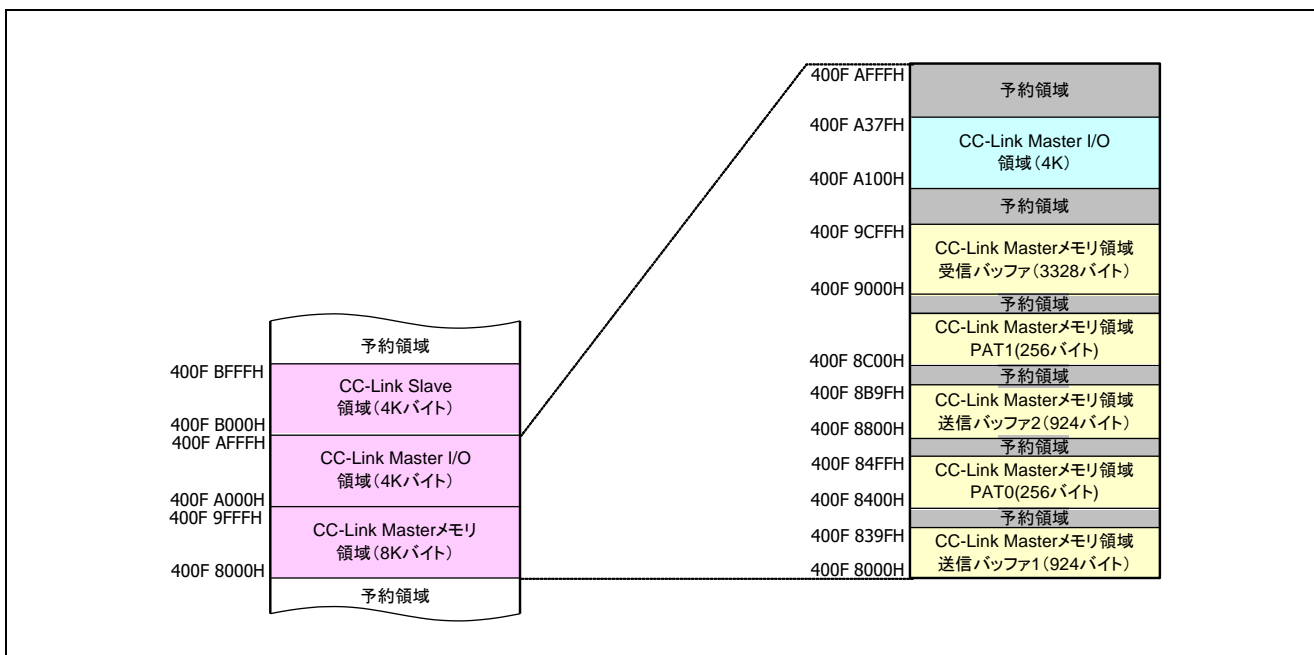 予約領域
400F BFFFH
CC-Link Slave
領域(4Kバイト)
400F B000H
400F AFFFH
CC-Link Master I/O
領域(4Kバイト)
400F A000H
400F 9FFFH
CC-Link Masterメモリ
領域(8Kバイト)
400F 8000H
予約領域
400F AFFFH
予約領域
400F A37FH
CC-Link Master I/O
領域(4K)
400F A100H
予約領域
400F 9CFFH
CC-Link Masterメモリ領域
受信バッファ(3328バイト)
400F 9000H
予約領域
CC-Link Masterメモリ領域
PAT1(256バイト)
400F 8C00H
予約領域
400F 8B9FH
CC-Link Masterメモリ領域
送信バッファ2(924バイト)
400F 8800H
予約領域
400F 84FFH
CC-Link Masterメモリ領域
PAT0(256バイト)
400F 8400H
予約領域
400F 839FH
CC-Link Masterメモリ領域
送信バッファ1(924バイト)
400F 8000H